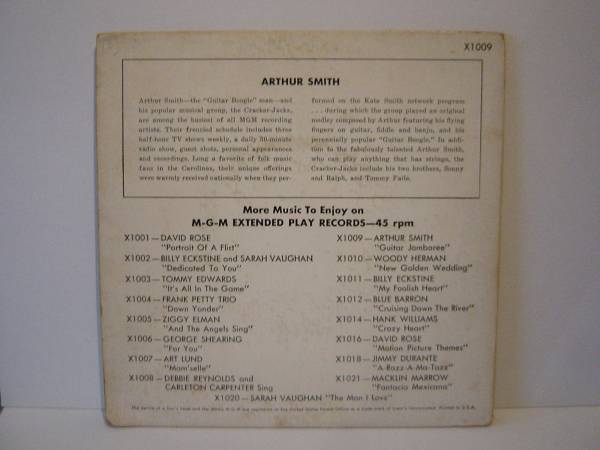 X1009
ARTHUR SMITH
Arthur Smith—the "Guitar Boogie" man—and
his popular musical group, the Cracker-Jacks,
are among the busiest of all MGM recording
artists. Their frenzied schedule includes three
half-hour TV shows weekly, a daily 30-minute
radio show, guest shots, personal appearances
and recordings. Long a favorite of folk music
fans in the Carolinas, their unique offerings
were warmly received nationally when they per-
formed on the Kate Smith network program
. . . during which the group played an original
medley composed by Arthur featuring his flying
fingers on guitar, fiddle and banjo, and his
perennially popular "Guitar Boogie." In addi-
tion to the fabulously talented Arthur Smith,
who can play anything that has strings, the
Cracker-Jacks include his two brothers, Sonny
and Ralph, and Tommy Faile.
More Music To Enjoy on
M-G-M EXTENDED PLAY RECORDS—45 rpm
X1001—DAVID ROSE
"Portrait Of A Flirt"
X1002—BILLY ECKSTINE and SARAH VAUGHAN
"Dedicated To You"
X1003—TOMMY EDWARDS
"It's All In The Game"
X1004—FRANK PETTY TRIO
"Down Yonder"
X1005—ZIGGY ELMAN
"And The Angels Sing"
X1006—GEORGE SHEARING
"For You"
X1007—ART LUND
"Mam'selle"
X1008—DEBBIE REYNOLDS and
CARLETON CARPENTER Sing
X1009—ARTHUR SMITH
"Guitar Jamboree"
X1010—WOODY HERMAN
"New Golden Wedding"
X1011—BILLY ECKSTINE
"My Foolish Heart"
X1012—BLUE BARRON
"Cruising Down The River"
X1014—HANK WILLIAMS
"Crazy Heart"
X1016—DAVID ROSE
"Motion Picture Themes"
X1018—JIMMY DURANTE
"A-Razz-A-Ma-Tazz"
X1021—MACKLIN MARROW
"Fantasia Mexicana"
X1020—SARAH VAUGHAN "The Man I Love"
Printed in U.S.A.